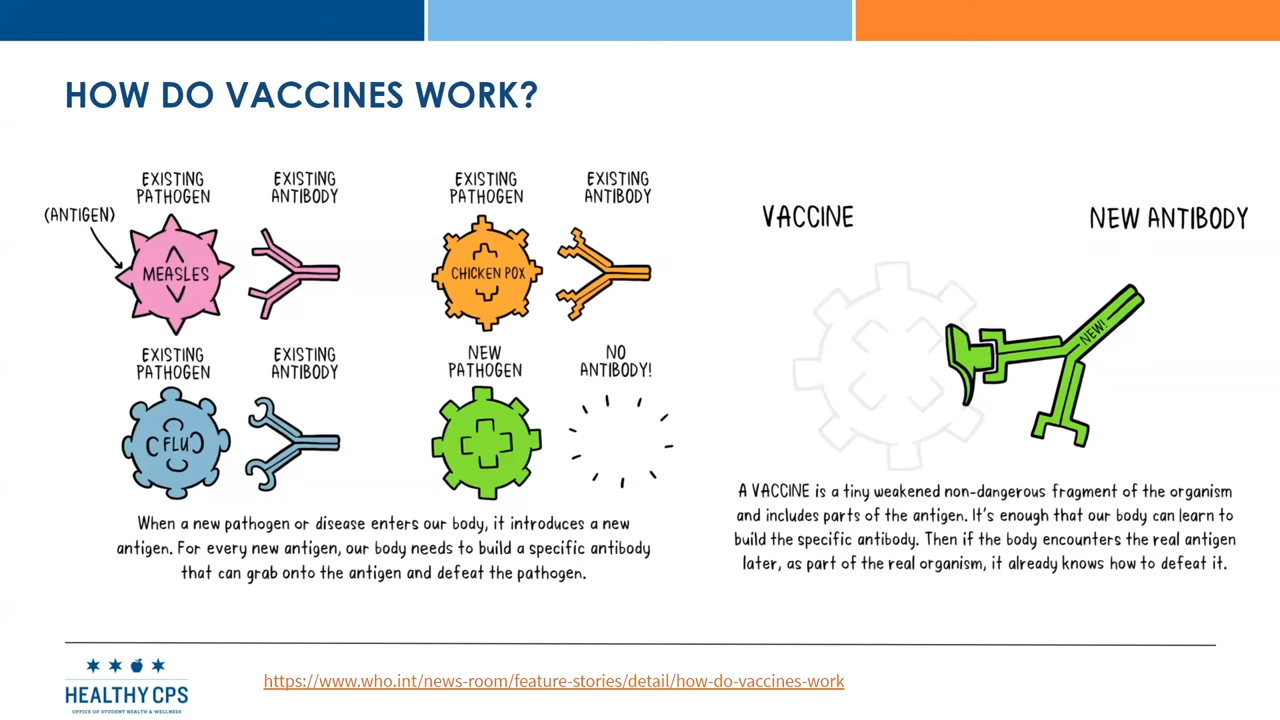 HOW DO VACCINES WORK?
(ANTIGEN)
EXISTING
PATHOGEN
EXISTING
ANTIBODY
MEASLES
EXISTING
PATHOGEN
EXISTING
ANTIBODY
CHICKEN POX
EXISTING
PATHOGEN
EXISTING
ANTIBODY
FLU
NEW
PATHOGEN
NO
ANTIBODY!
When a new pathogen or disease enters our body, it introduces a new
antigen. For every new antigen, our body needs to build a specific antibody
that can grab onto the antigen and defeat the pathogen.
VACCINE
NEW ANTIBODY
NEW!
A VACCINE is a tiny weakened non-dangerous fragment of the organism
and includes parts of the antigen. It's enough that our body can learn to
build the specific antibody. Then if the body encounters the real antigen
later, as part of the real organism, it already knows how to defeat it.
HEALTHY CPS
OFFICE OF STUDENT HEALTH & WELLNESS
https://www.who.int/news-room/feature-stories/detail/how-do-vaccines-work